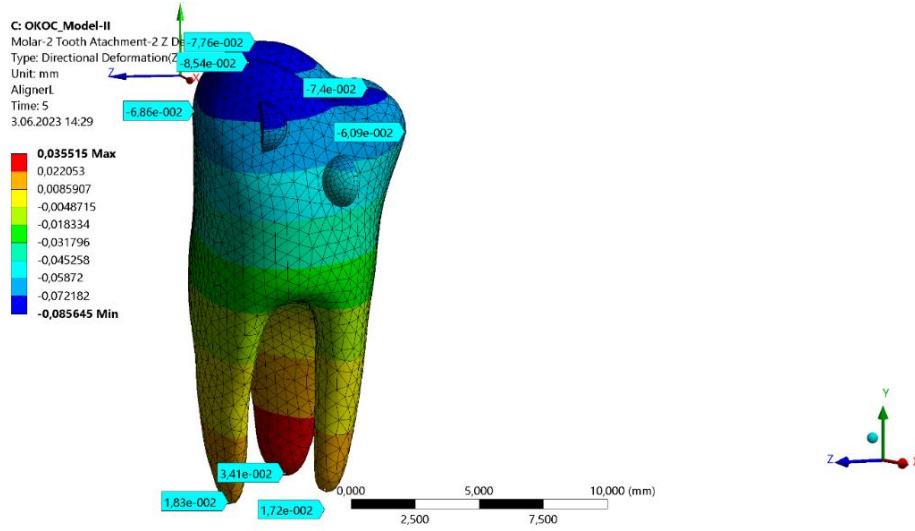 C: OKOC_Model-II
Molar-2 Tooth Atachment-2 Z De
Type: Directional Deformation(Z
Unit: mm
AlignerL
Time: 5
3.06.2023 14:29
-7,76e-002
-8,54e-002
-7,4e-002
-6,86e-002
-6,09e-002
Z
X
0,035515 Max
0,022053
0,0085907
-0,0048715
-0,018334
-0,031796
-0,045258
-0,05872
-0,072182
-0,085645 Min
3,41e-002
1,83e-002
1,72e-002
0,000
5,000
10,000 (mm)
2,500
7,500
Y
Z
X